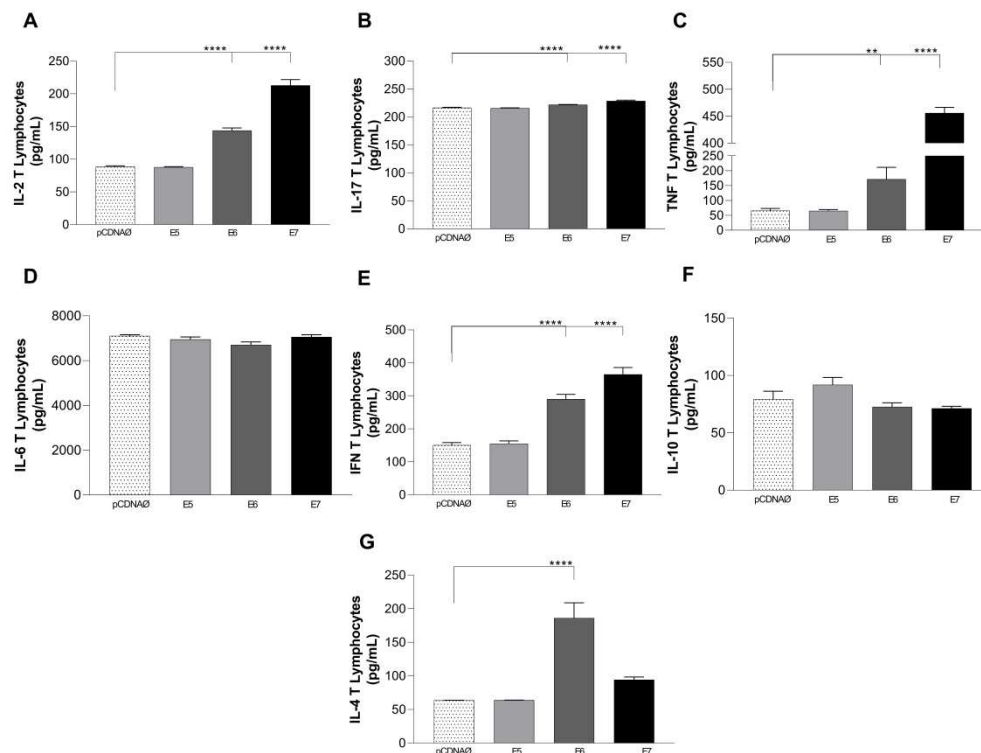 A
**** ****
IL-2 T Lymphocytes
(pg/mL)
250
200
150
100
50
0
pCDNAØ E5 E6 E7
B
**** ****
IL-17 T Lymphocytes
(pg/mL)
300
250
200
150
100
50
0
pCDNAØ E5 E6 E7
C
** ****
TNF T Lymphocytes
(pg/mL)
550
500
450
400
250
200
150
100
50
0
pCDNAØ E5 E6 E7
D
IL-6 T Lymphocytes
(pg/mL)
8000
6000
4000
2000
0
pCDNAØ E5 E6 E7
E
**** ****
IFN T Lymphocytes
(pg/mL)
500
400
300
200
100
0
pCDNAØ E5 E6 E7
F
IL-10 T Lymphocytes
(pg/mL)
150
100
50
0
pCDNAØ E5 E6 E7
G
****
IL-4 T Lymphocytes
(pg/mL)
250
200
150
100
50
0
pCDNAØ E5 E6 E7